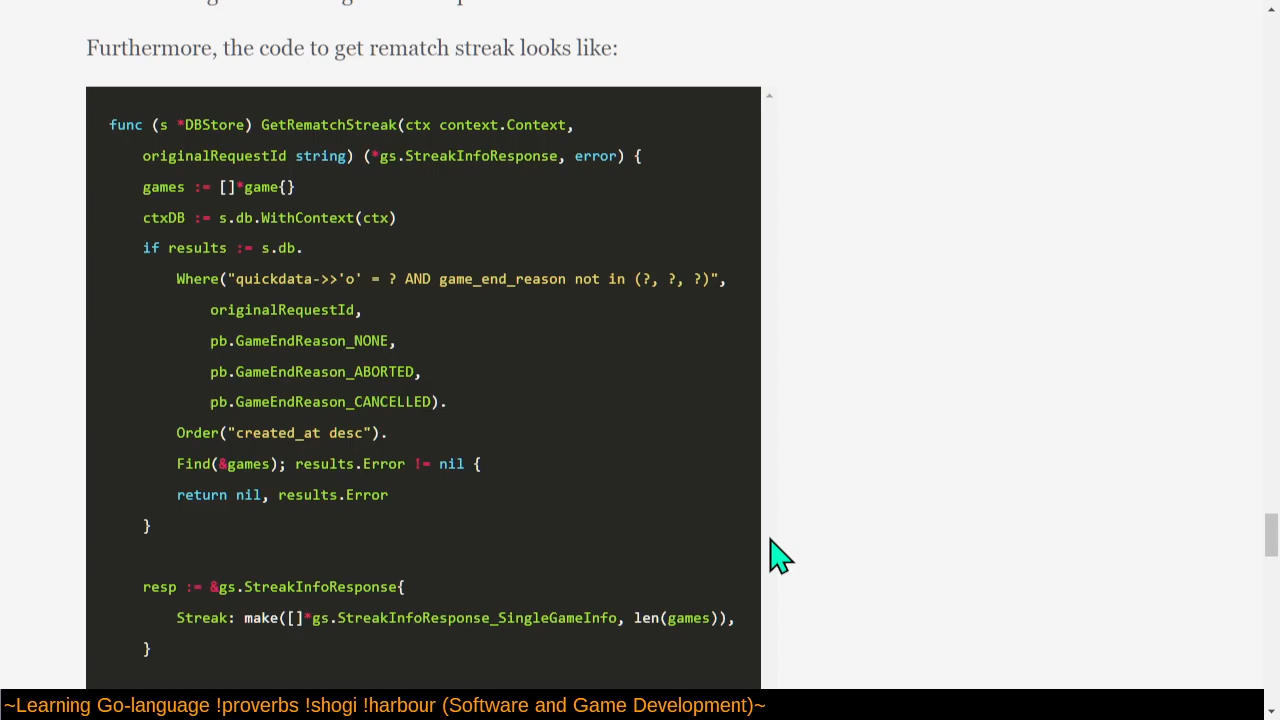 Furthermore, the code to get rematch streak looks like:
func (s *DBStore) GetRematchStreak(ctx context.Context,
originalRequestId string) (*gs.StreakInfoResponse, error) {
games := []*game{}
ctxDB := s.db.WithContext(ctx)
if results := s.db.
Where("quickdata->>'o' = ? AND game_end_reason not in (?, ?, ?)",
originalRequestId,
pb.GameEndReason_NONE,
pb.GameEndReason_ABORTED,
pb.GameEndReason_CANCELLED).
Order("created_at desc").
Find(&games); results.Error != nil {
return nil, results.Error
}
resp := &gs.StreakInfoResponse{
Streak: make([]*gs.StreakInfoResponse_SingleGameInfo, len(games)),
}
~Learning Go-language !proverbs !shogi !harbour (Software and Game Development)~